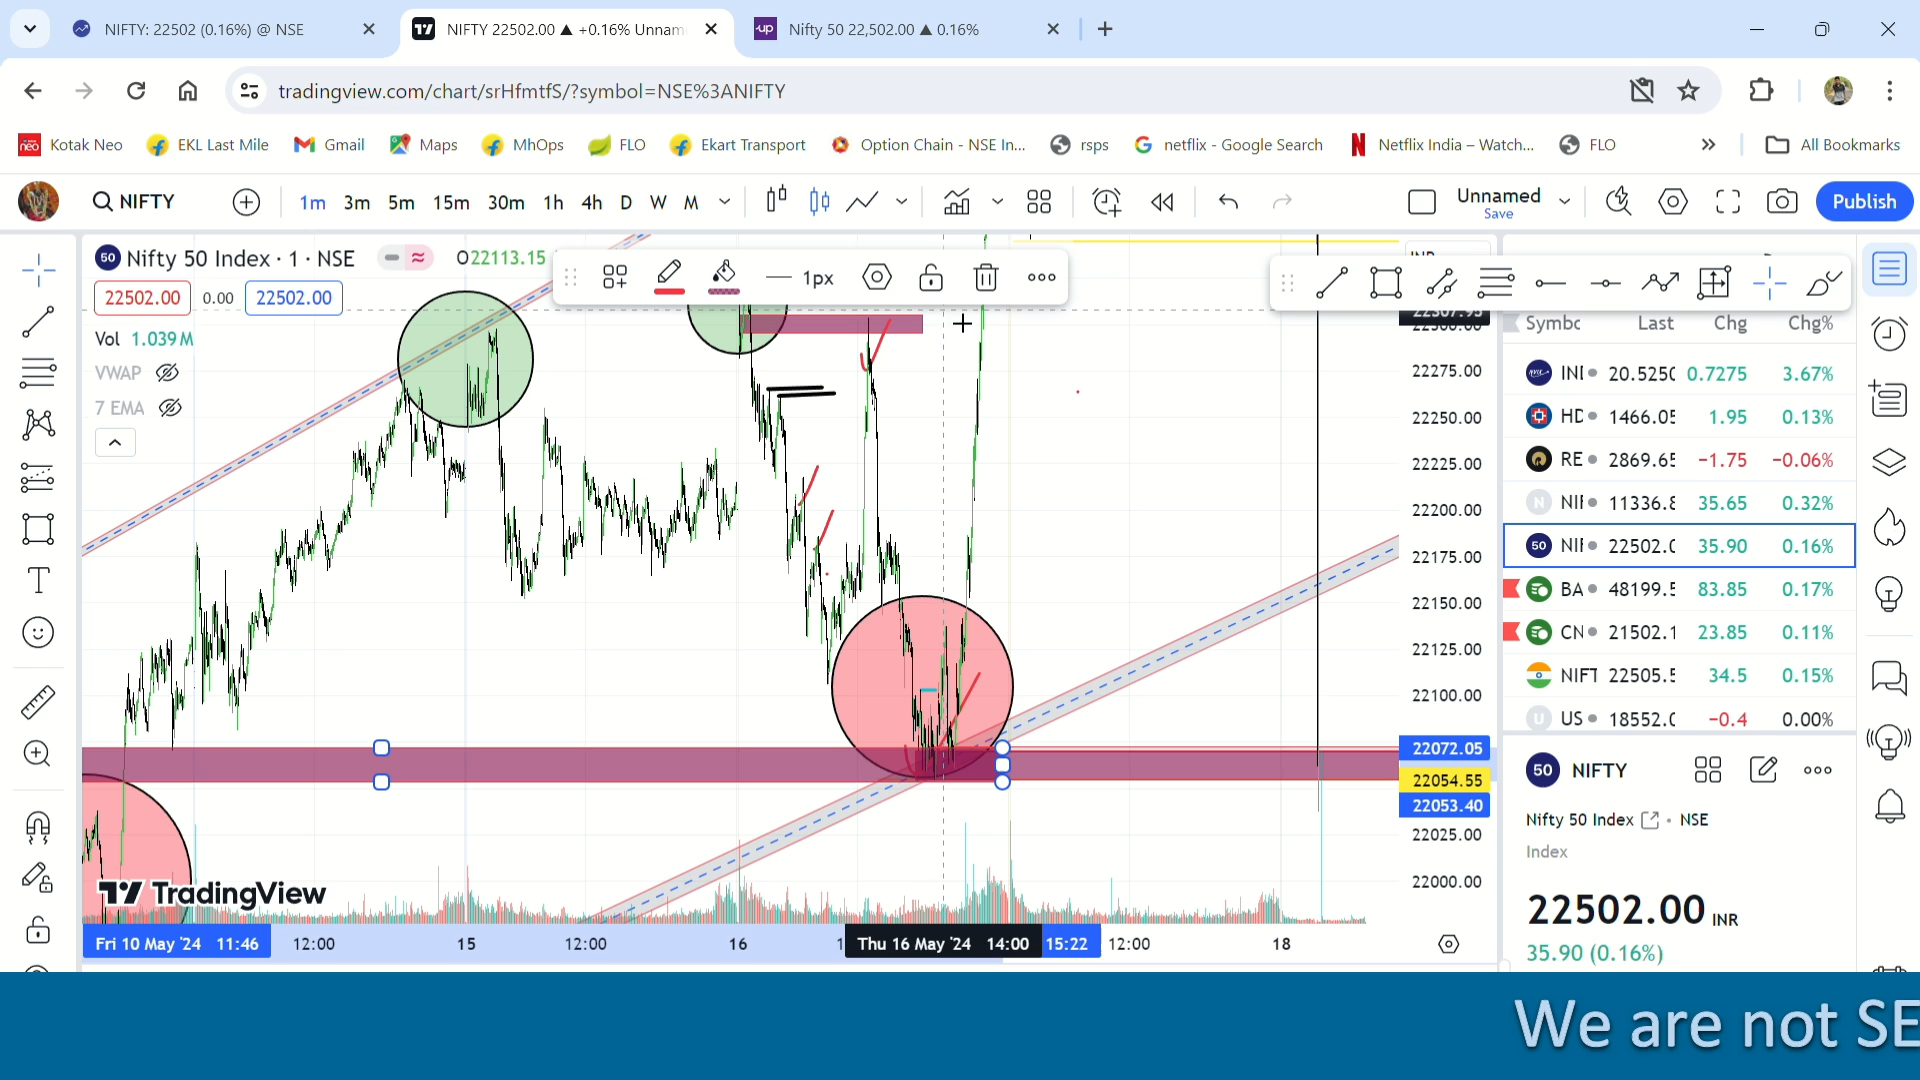 NIFTY: 22502 (0.16%) @ NSE
NIFTY 22502.00 ▲ +0.16% Unnam
up
Nifty 50 22,502.00 ▲ 0.16%
tradingview.com/chart/srHfmtfS/?symbol=NSE%3ANIFTY
neo
Kotak Neo
EKL Last Mile
Gmail
Maps
MhOps
FLO
Ekart Transport
Option Chain - NSE In...
rsps
netflix - Google Search
Netflix India – Watch...
FLO
All Bookmarks
NIFTY
1m 3m 5m 15m 30m 1h 4h D W M
Unnamed
Save
Publish
50 Nifty 50 Index · 1 · NSE
O22113.15
1px
22502.00 0.00 22502.00
Vol 1.039M
VWAP
7 EMA
22307.95
22275.00
22250.00
22225.00
22200.00
22175.00
22150.00
22125.00
22100.00
22072.05
22054.55
22053.40
22025.00
22000.00
TradingView
Fri 10 May '24 11:46
12:00
15
12:00
16
Thu 16 May '24 14:00
15:22
12:00
18
Symbc Last Chg Chg%
INI 20.525( 0.7275 3.67%
HD 1466.05 1.95 0.13%
RE 2869.65 −1.75 −0.06%
N NII 11336.8 35.65 0.32%
50 NII 22502.0 35.90 0.16%
BA 48199.5 83.85 0.17%
CN 21502.1 23.85 0.11%
NIFT 22505.5 34.5 0.15%
U US 18552.0 −0.4 0.00%
50 NIFTY
Nifty 50 Index · NSE
Index
22502.00 INR
35.90 (0.16%)
We are not SE